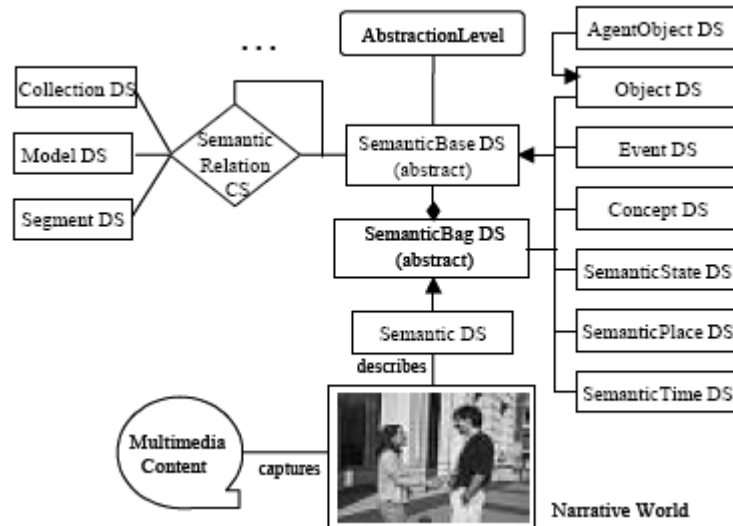 ...
AbstractionLevel
AgentObject DS
Collection DS
Object DS
Semantic
Relation
CS
SemanticBase DS
(abstract)
Model DS
Event DS
Segment DS
Concept DS
SemanticBag DS
(abstract)
SemanticState DS
Semantic DS
SemanticPlace DS
describes
SemanticTime DS
Multimedia
Content
captures
Narrative World